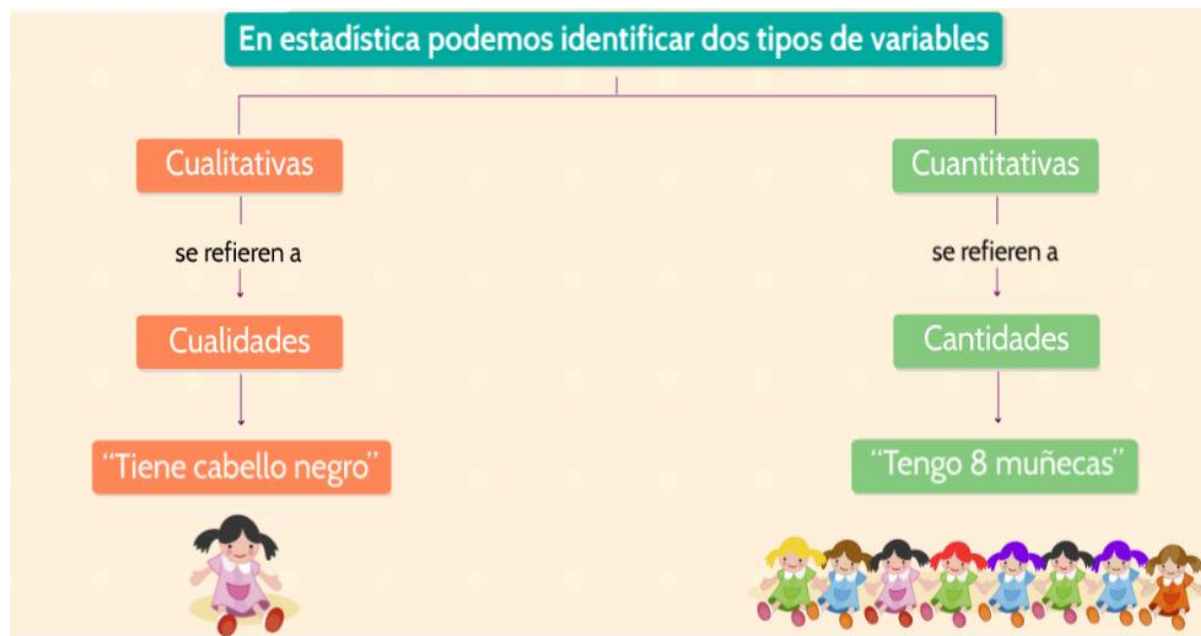 En estadística podemos identificar dos tipos de variables
Cualitativas
se refieren a
Cualidades
“Tiene cabello negro”
Cuantitativas
se refieren a
Cantidades
“Tengo 8 muñecas”